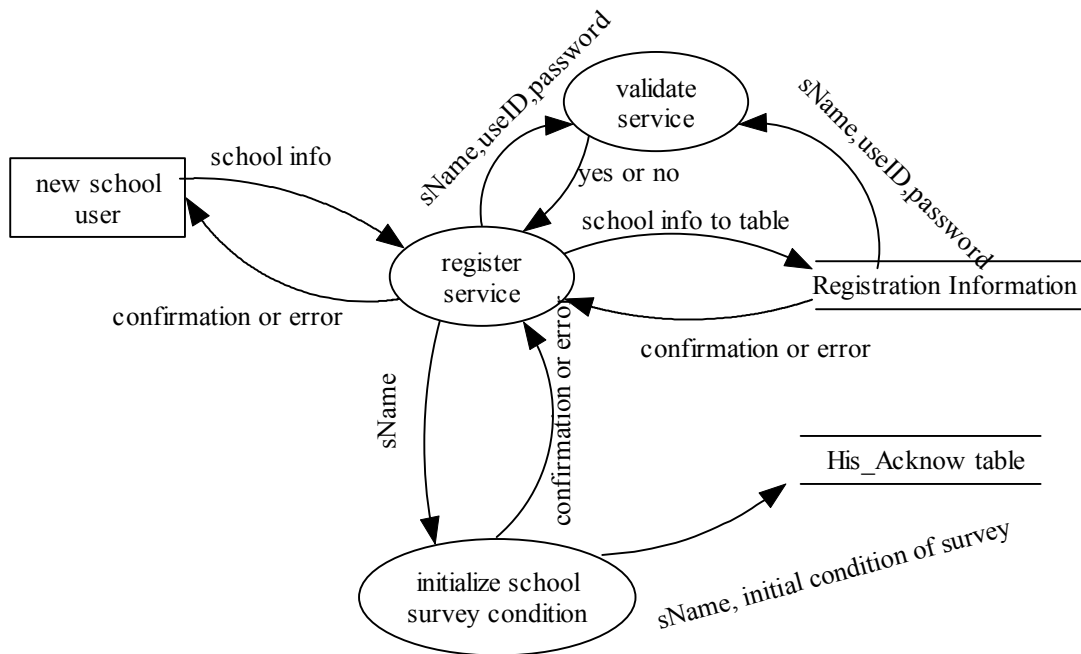 sName,useID,password
validate
service
sName,useID,password
school info
yes or no
new school
user
school info to table
register
service
Registration Information
confirmation or error
confirmation or error
confirmation or error
sName
His_Acknow table
initialize school
survey condition
sName, initial condition of survey